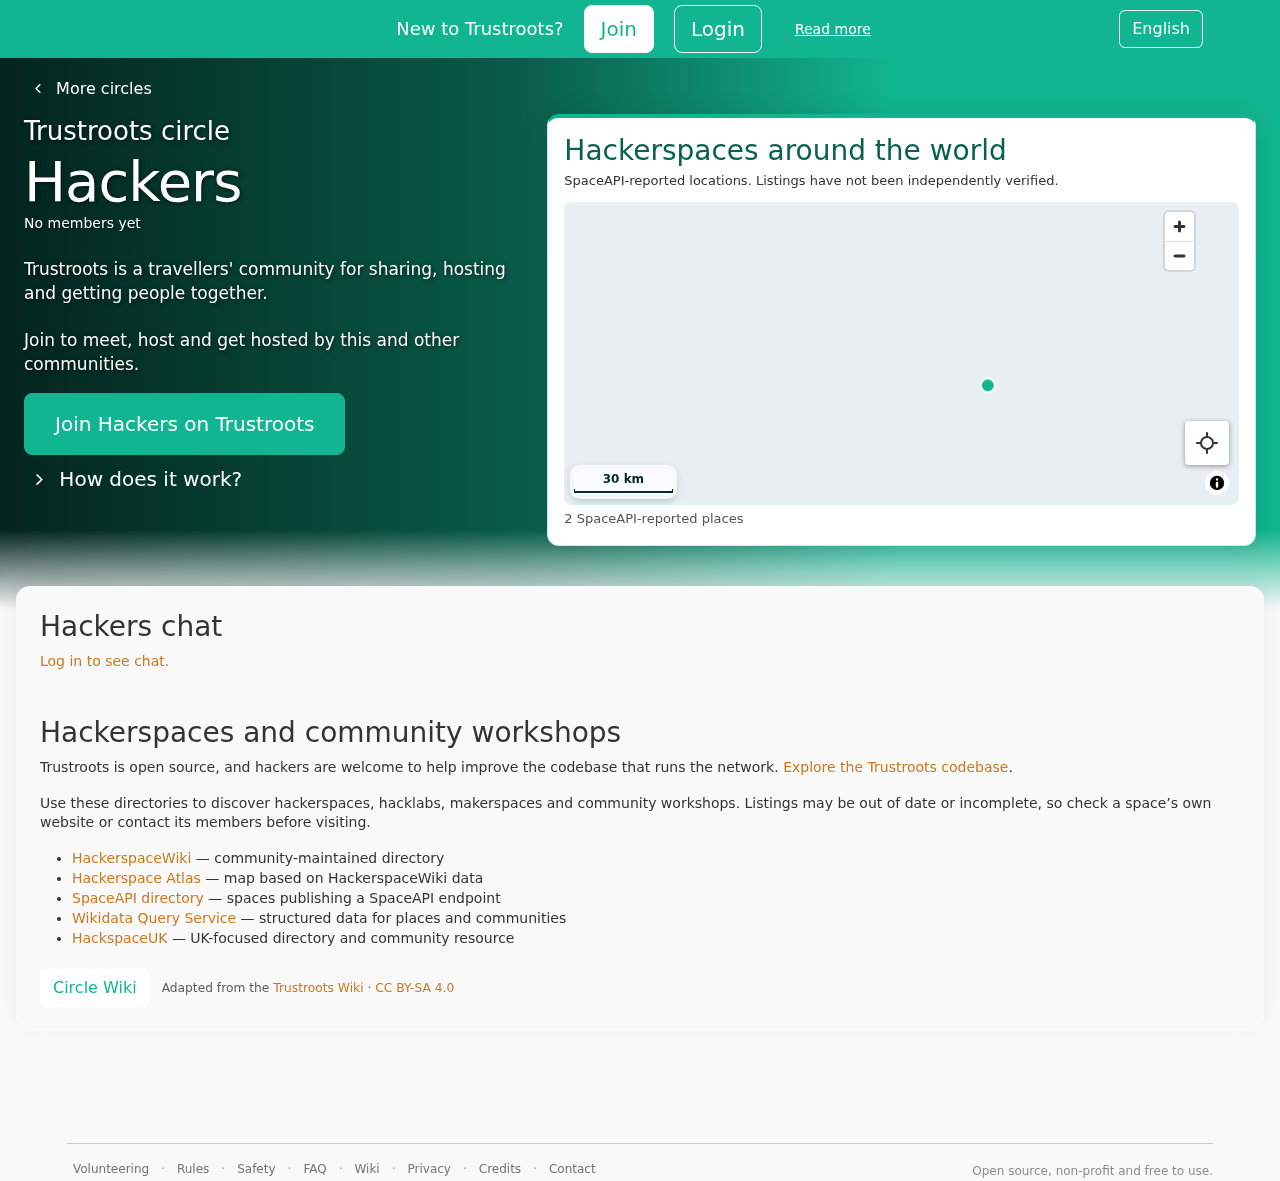 New to Trustroots? Join Login Read more English
More circles
Trustroots circle
Hackers
No members yet
Trustroots is a travellers' community for sharing, hosting
and getting people together.
Join to meet, host and get hosted by this and other
communities.
Join Hackers on Trustroots
How does it work?
Hackerspaces around the world
SpaceAPI-reported locations. Listings have not been independently verified.
30 km
2 SpaceAPI-reported places
Hackers chat
Log in to see chat.
Hackerspaces and community workshops
Trustroots is open source, and hackers are welcome to help improve the codebase that runs the network. Explore the Trustroots codebase.
Use these directories to discover hackerspaces, hacklabs, makerspaces and community workshops. Listings may be out of date or incomplete, so check a space’s own
website or contact its members before visiting.
• HackerspaceWiki — community-maintained directory
• Hackerspace Atlas — map based on HackerspaceWiki data
• SpaceAPI directory — spaces publishing a SpaceAPI endpoint
• Wikidata Query Service — structured data for places and communities
• HackspaceUK — UK-focused directory and community resource
Circle Wiki Adapted from the Trustroots Wiki · CC BY-SA 4.0
Volunteering · Rules · Safety · FAQ · Wiki · Privacy · Credits · Contact
Open source, non-profit and free to use.